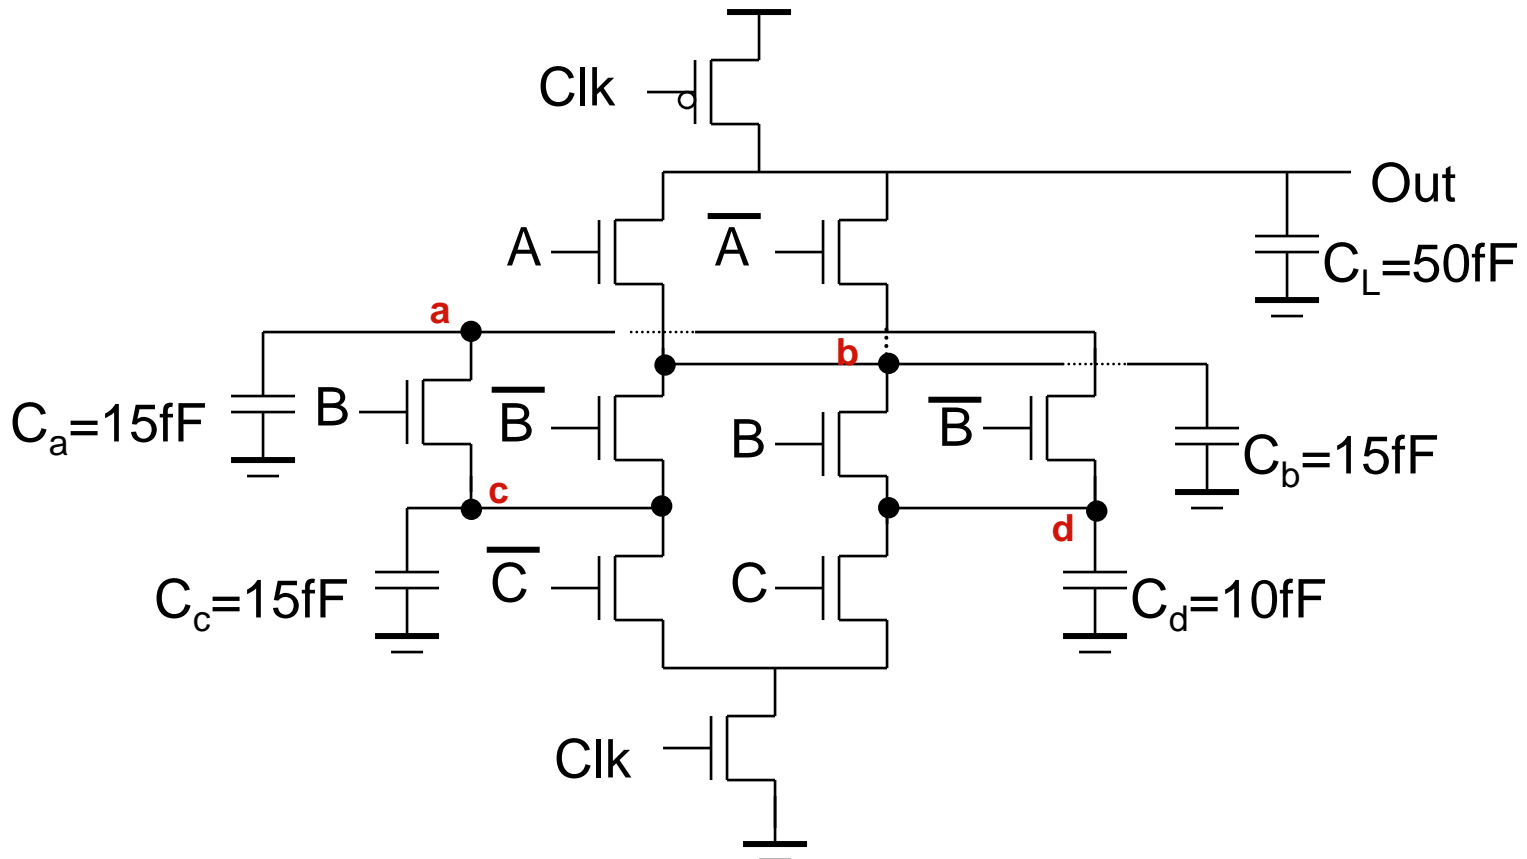 Clk
Out
A
A̅
C_L=50fF
a
b
B
B̅
B
B̅
C_a=15fF
C_b=15fF
c
d
C̅
C
C_c=15fF
C_d=10fF
Clk